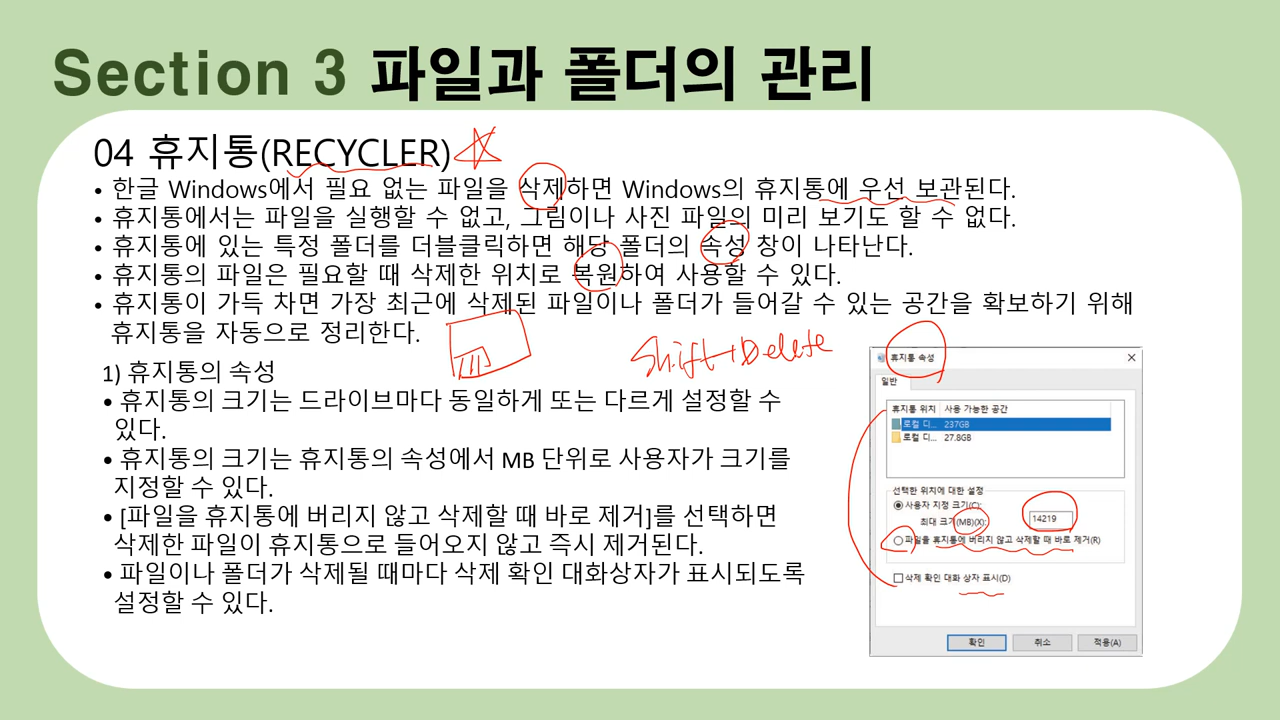 Section 3 파일과 폴더의 관리
04 휴지통(RECYCLER)
• 한글 Windows에서 필요 없는 파일을 삭제하면 Windows의 휴지통에 우선 보관된다.
• 휴지통에서는 파일을 실행할 수 없고, 그림이나 사진 파일의 미리 보기도 할 수 없다.
• 휴지통에 있는 특정 폴더를 더블클릭하면 해당 폴더의 속성 창이 나타난다.
• 휴지통의 파일은 필요할 때 삭제한 위치로 복원하여 사용할 수 있다.
• 휴지통이 가득 차면 가장 최근에 삭제된 파일이나 폴더가 들어갈 수 있는 공간을 확보하기 위해
휴지통을 자동으로 정리한다.
Shift+Delete
1) 휴지통의 속성
• 휴지통의 크기는 드라이브마다 동일하게 또는 다르게 설정할 수
있다.
• 휴지통의 크기는 휴지통의 속성에서 MB 단위로 사용자가 크기를
지정할 수 있다.
• [파일을 휴지통에 버리지 않고 삭제할 때 바로 제거]를 선택하면
삭제한 파일이 휴지통으로 들어오지 않고 즉시 제거된다.
• 파일이나 폴더가 삭제될 때마다 삭제 확인 대화상자가 표시되도록
설정할 수 있다.
휴지통 속성
일반
휴지통 위치 사용 가능한 공간
로컬 디... 237GB
로컬 디... 27.8GB
선택한 위치에 대한 설정
사용자 지정 크기(C):
최대 크기(MB)(X): 14219
파일을 휴지통에 버리지 않고 삭제할 때 바로 제거(R)
삭제 확인 대화 상자 표시(D)
확인 취소 적용(A)